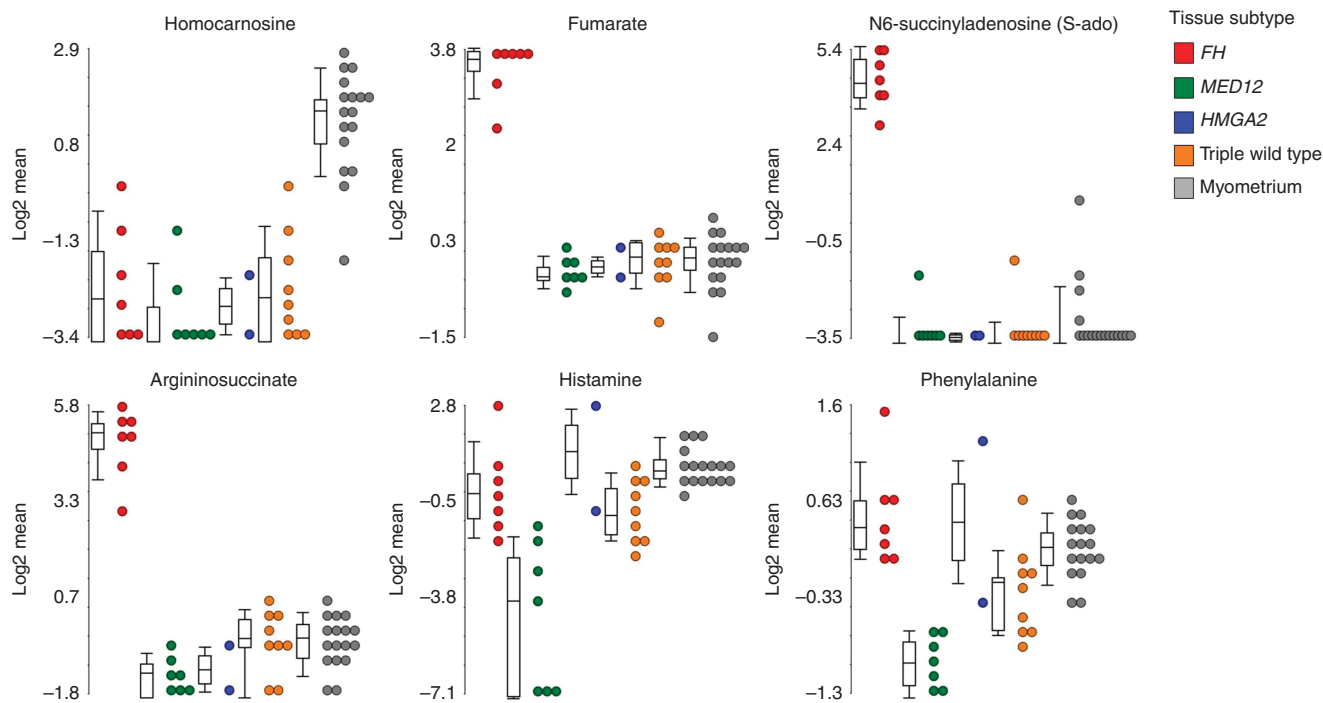 Homocarnosine
Log2 mean
2.9
0.8
–1.3
–3.4
Fumarate
Log2 mean
3.8
2
0.3
–1.5
N6-succinyladenosine (S-ado)
Log2 mean
5.4
2.4
–0.5
–3.5
Tissue subtype
FH
MED12
HMGA2
Triple wild type
Myometrium
Argininosuccinate
Log2 mean
5.8
3.3
0.7
–1.8
Histamine
Log2 mean
2.8
–0.5
–3.8
–7.1
Phenylalanine
Log2 mean
1.6
0.63
–0.33
–1.3